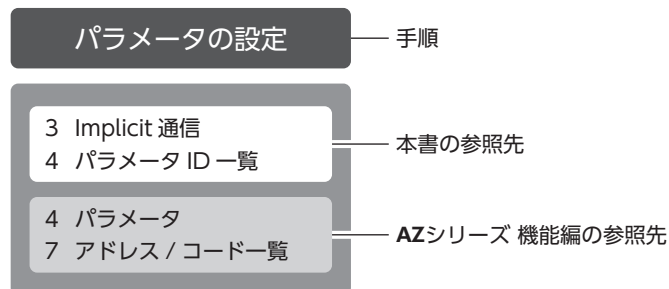 パラメータの設定
手順
3 Implicit 通信
4 パラメータ ID 一覧
本書の参照先
4 パラメータ
7 アドレス / コード一覧
AZシリーズ 機能編の参照先